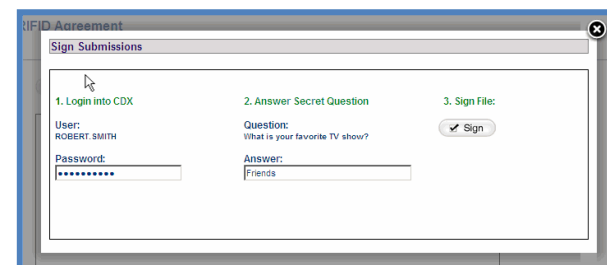 RIFID Agreement
Sign Submissions
1. Login into CDX
2. Answer Secret Question
3. Sign File:
User:
ROBERT.SMITH
Question:
What is your favorite TV show?
Sign
Password:
••••••••••
Answer:
Friends